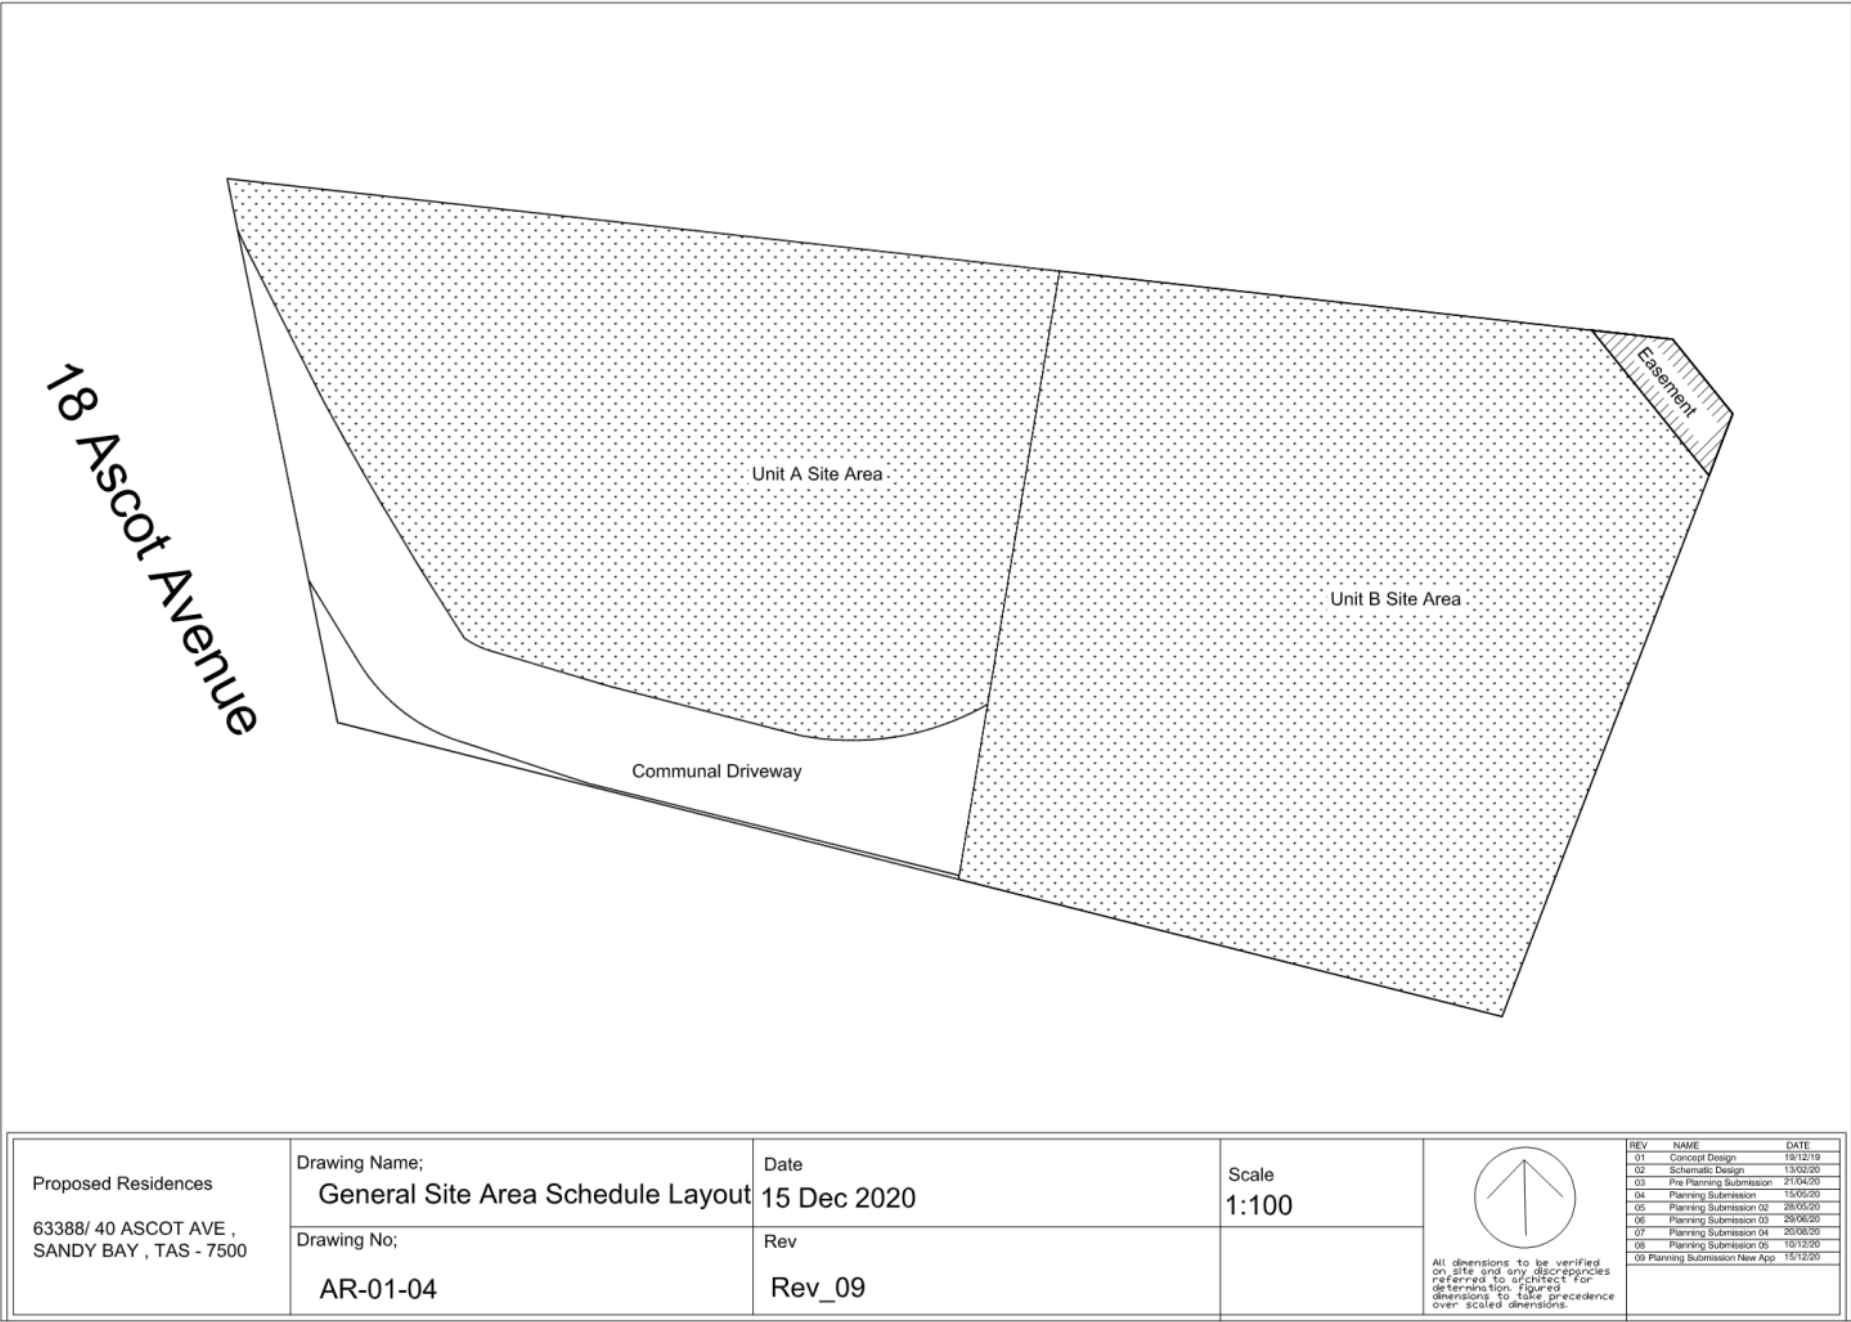 18 Ascot Avenue
Easement
Unit A Site Area
Unit B Site Area
Communal Driveway
Proposed Residences
63388/ 40 ASCOT AVE ,
SANDY BAY , TAS - 7500
Drawing Name;
General Site Area Schedule Layout
Drawing No;
AR-01-04
Date
15 Dec 2020
Rev
Rev_09
Scale
1:100
All dimensions to be verified
on site and any discrepancies
referred to architect for
determination. figured
dimensions to take precedence
over scaled dimensions.
REV NAME DATE
01 Concept Design 19/12/19
02 Schematic Design 13/02/20
03 Pre Planning Submission 21/04/20
04 Planning Submission 15/05/20
05 Planning Submission 02 28/05/20
06 Planning Submission 03 29/06/20
07 Planning Submission 04 20/08/20
08 Planning Submission 05 10/12/20
09 Planning Submission New App 15/12/20